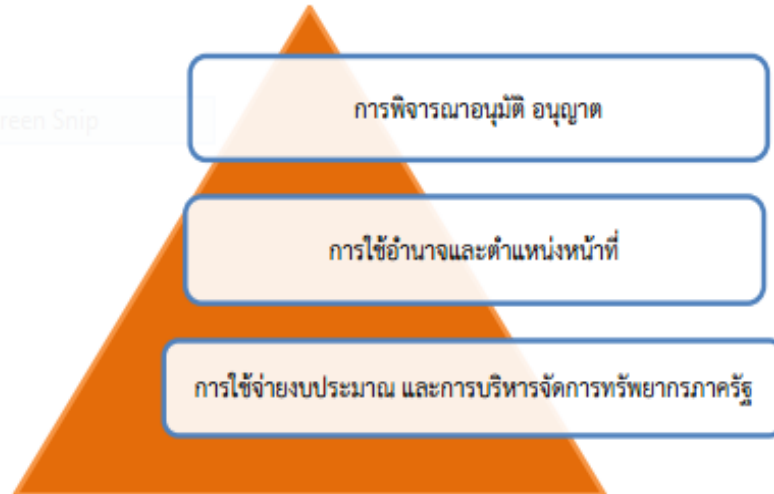 reen Snip
การพิจารณาอนุมัติ อนุญาต
การใช้อำนาจและตำแหน่งหน้าที่
การใช้จ่ายงบประมาณ และการบริหารจัดการทรัพยากรภาครัฐ